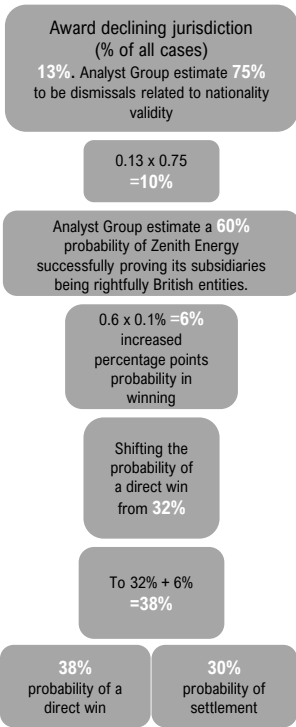 Award declining jurisdiction
(% of all cases)
13%. Analyst Group estimate 75%
to be dismissals related to nationality
validity
0.13 x 0.75
=10%
Analyst Group estimate a 60%
probability of Zenith Energy
successfully proving its subsidiaries
being rightfully British entities.
0.6 x 0.1% =6%
increased
percentage points
probability in
winning
Shifting the
probability of
a direct win
from 32%
To 32% + 6%
=38%
38%
probability of a
direct win
30%
probability of
settlement